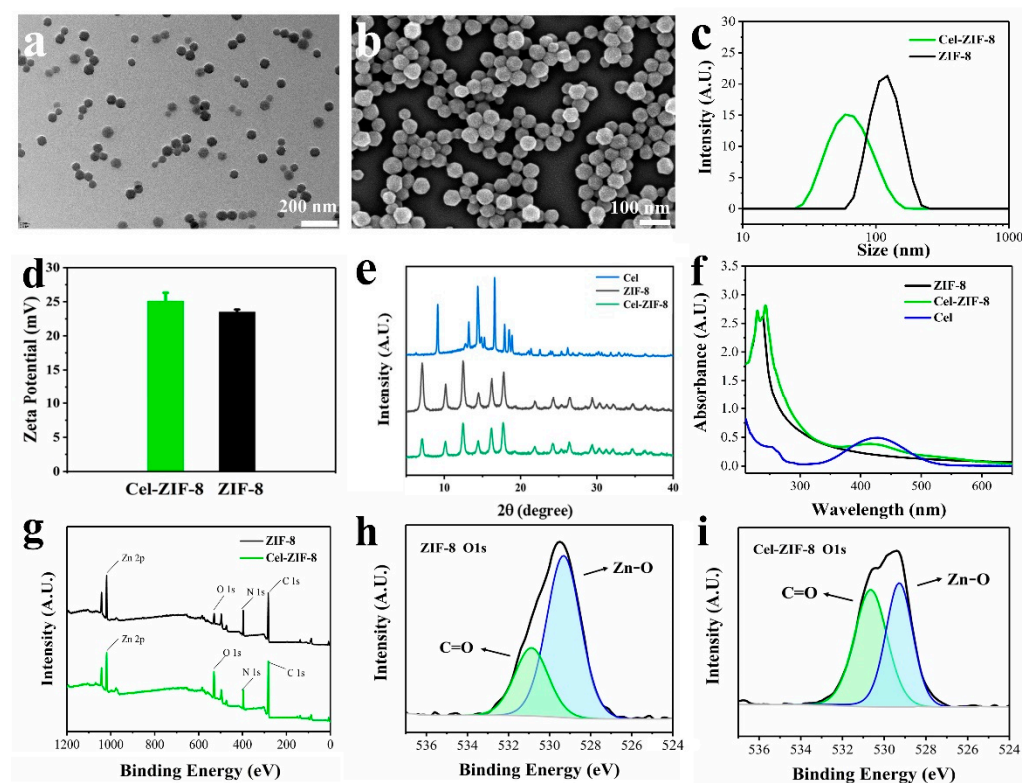 a
200 nm
b
100 nm
c
Cel-ZIF-8
ZIF-8
Intensity (A.U.)
30
25
20
15
10
5
0
10
100
1000
Size (nm)
d
Zeta Potential (mV)
30
25
20
15
10
5
0
Cel-ZIF-8
ZIF-8
e
Cel
ZIF-8
Cel-ZIF-8
Intensity (A.U.)
10
20
30
40
2θ (degree)
f
ZIF-8
Cel-ZIF-8
Cel
Absorbance (A.U.)
3.5
3.0
2.5
2.0
1.5
1.0
0.5
0.0
300
400
500
600
Wavelength (nm)
g
ZIF-8
Cel-ZIF-8
Zn 2p
O 1s
N 1s
C 1s
Zn 2p
O 1s
N 1s
C 1s
Intensity (A.U.)
1200
1000
800
600
400
200
0
Binding Energy (eV)
h
ZIF-8 O1s
Zn-O
C=O
Intensity (A.U.)
536
534
532
530
528
526
524
Binding Energy (eV)
i
Cel-ZIF-8 O1s
C=O
Zn-O
Intensity (A.U.)
536
534
532
530
528
526
524
Binding Energy (eV)